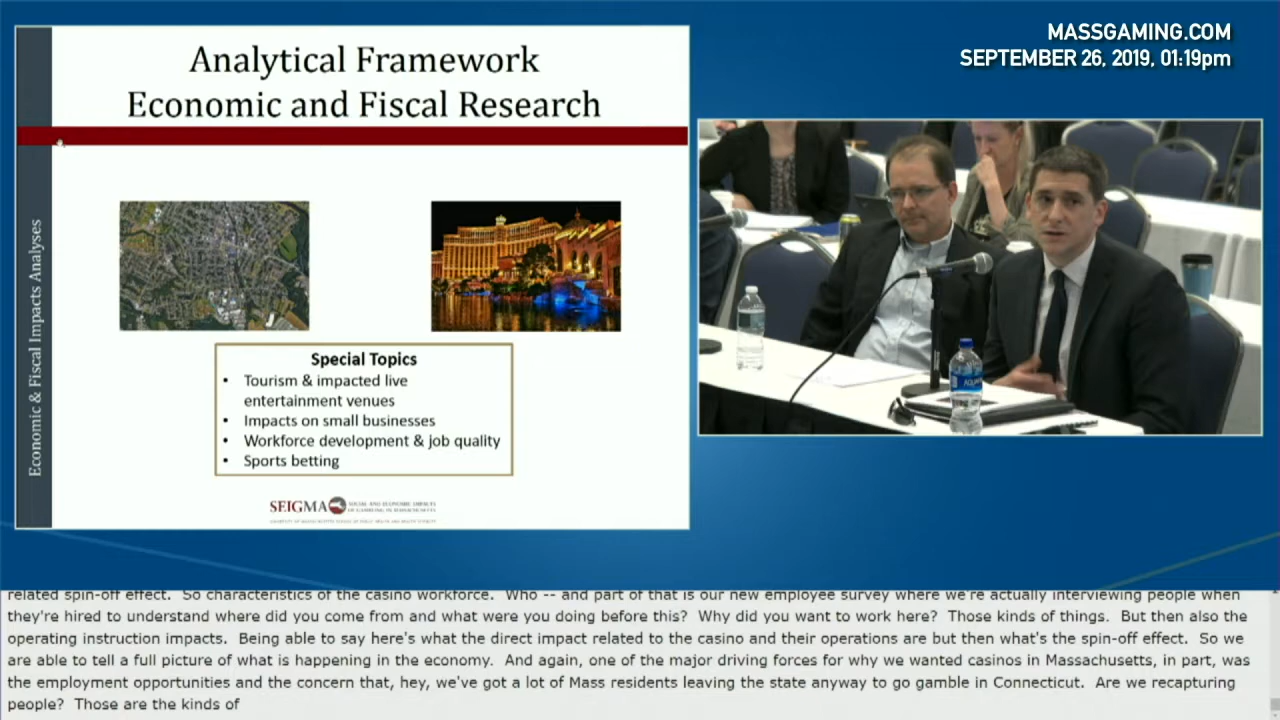 MASSGAMING.COM
SEPTEMBER 26, 2019, 01:19pm
Analytical Framework
Economic and Fiscal Research
Economic & Fiscal Impacts Analyses
Special Topics
• Tourism & impacted live
entertainment venues
• Impacts on small businesses
• Workforce development & job quality
• Sports betting
SEIGMA
SOCIAL AND ECONOMIC IMPACTS
OF GAMBLING IN MASSACHUSETTS
related spin-off effect. So characteristics of the casino workforce. Who -- and part of that is our new employee survey where we're actually interviewing people when
they're hired to understand where did you come from and what were you doing before this? Why did you want to work here? Those kinds of things. But then also the
operating instruction impacts. Being able to say here's what the direct impact related to the casino and their operations are but then what's the spin-off effect. So we
are able to tell a full picture of what is happening in the economy. And again, one of the major driving forces for why we wanted casinos in Massachusetts, in part, was
the employment opportunities and the concern that, hey, we've got a lot of Mass residents leaving the state anyway to go gamble in Connecticut. Are we recapturing
people? Those are the kinds of